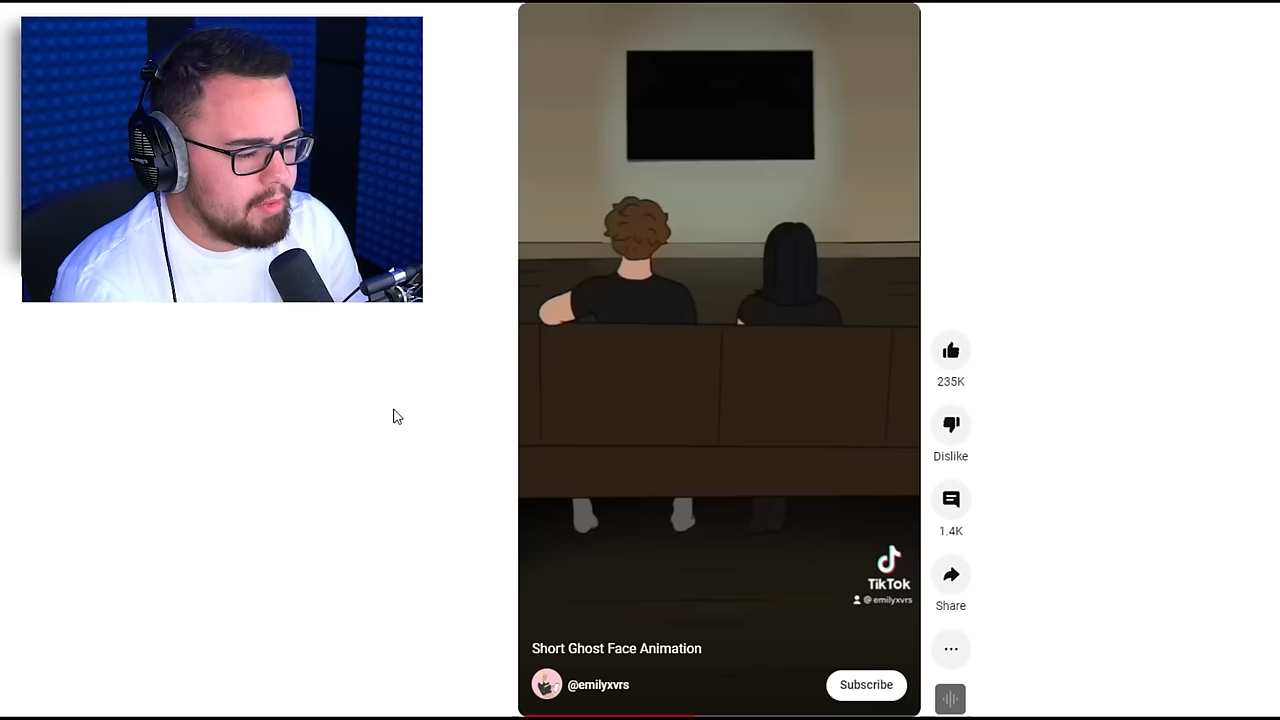 235K
Dislike
1.4K
Share
TikTok
@emilyxvrs
Short Ghost Face Animation
@emilyxvrs
Subscribe